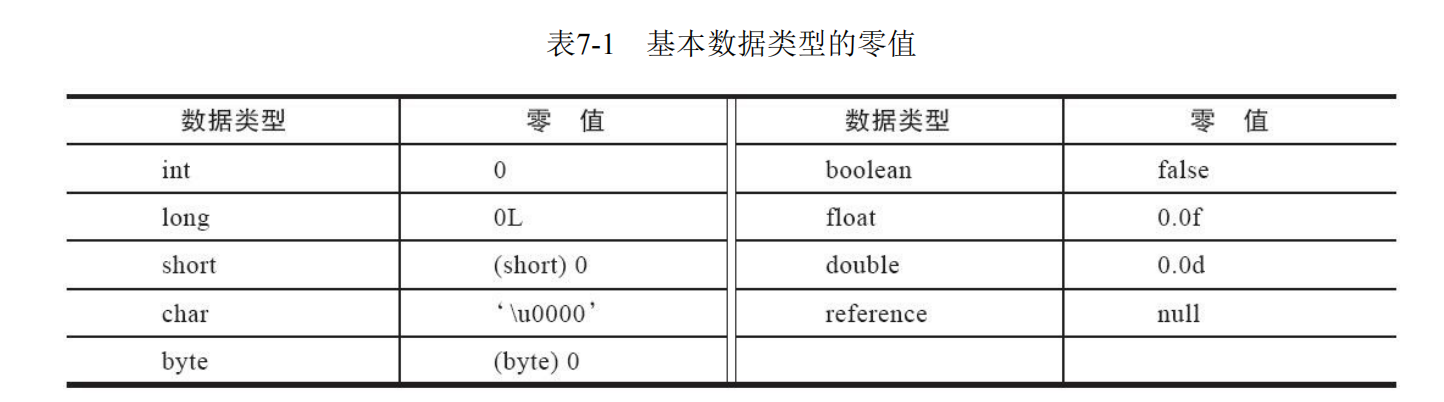 表7-1 基本数据类型的零值
数据类型 零 值 数据类型 零 值
int 0 boolean false
long 0L float 0.0f
short (short) 0 double 0.0d
char ‘\u0000’ reference null
byte (byte) 0